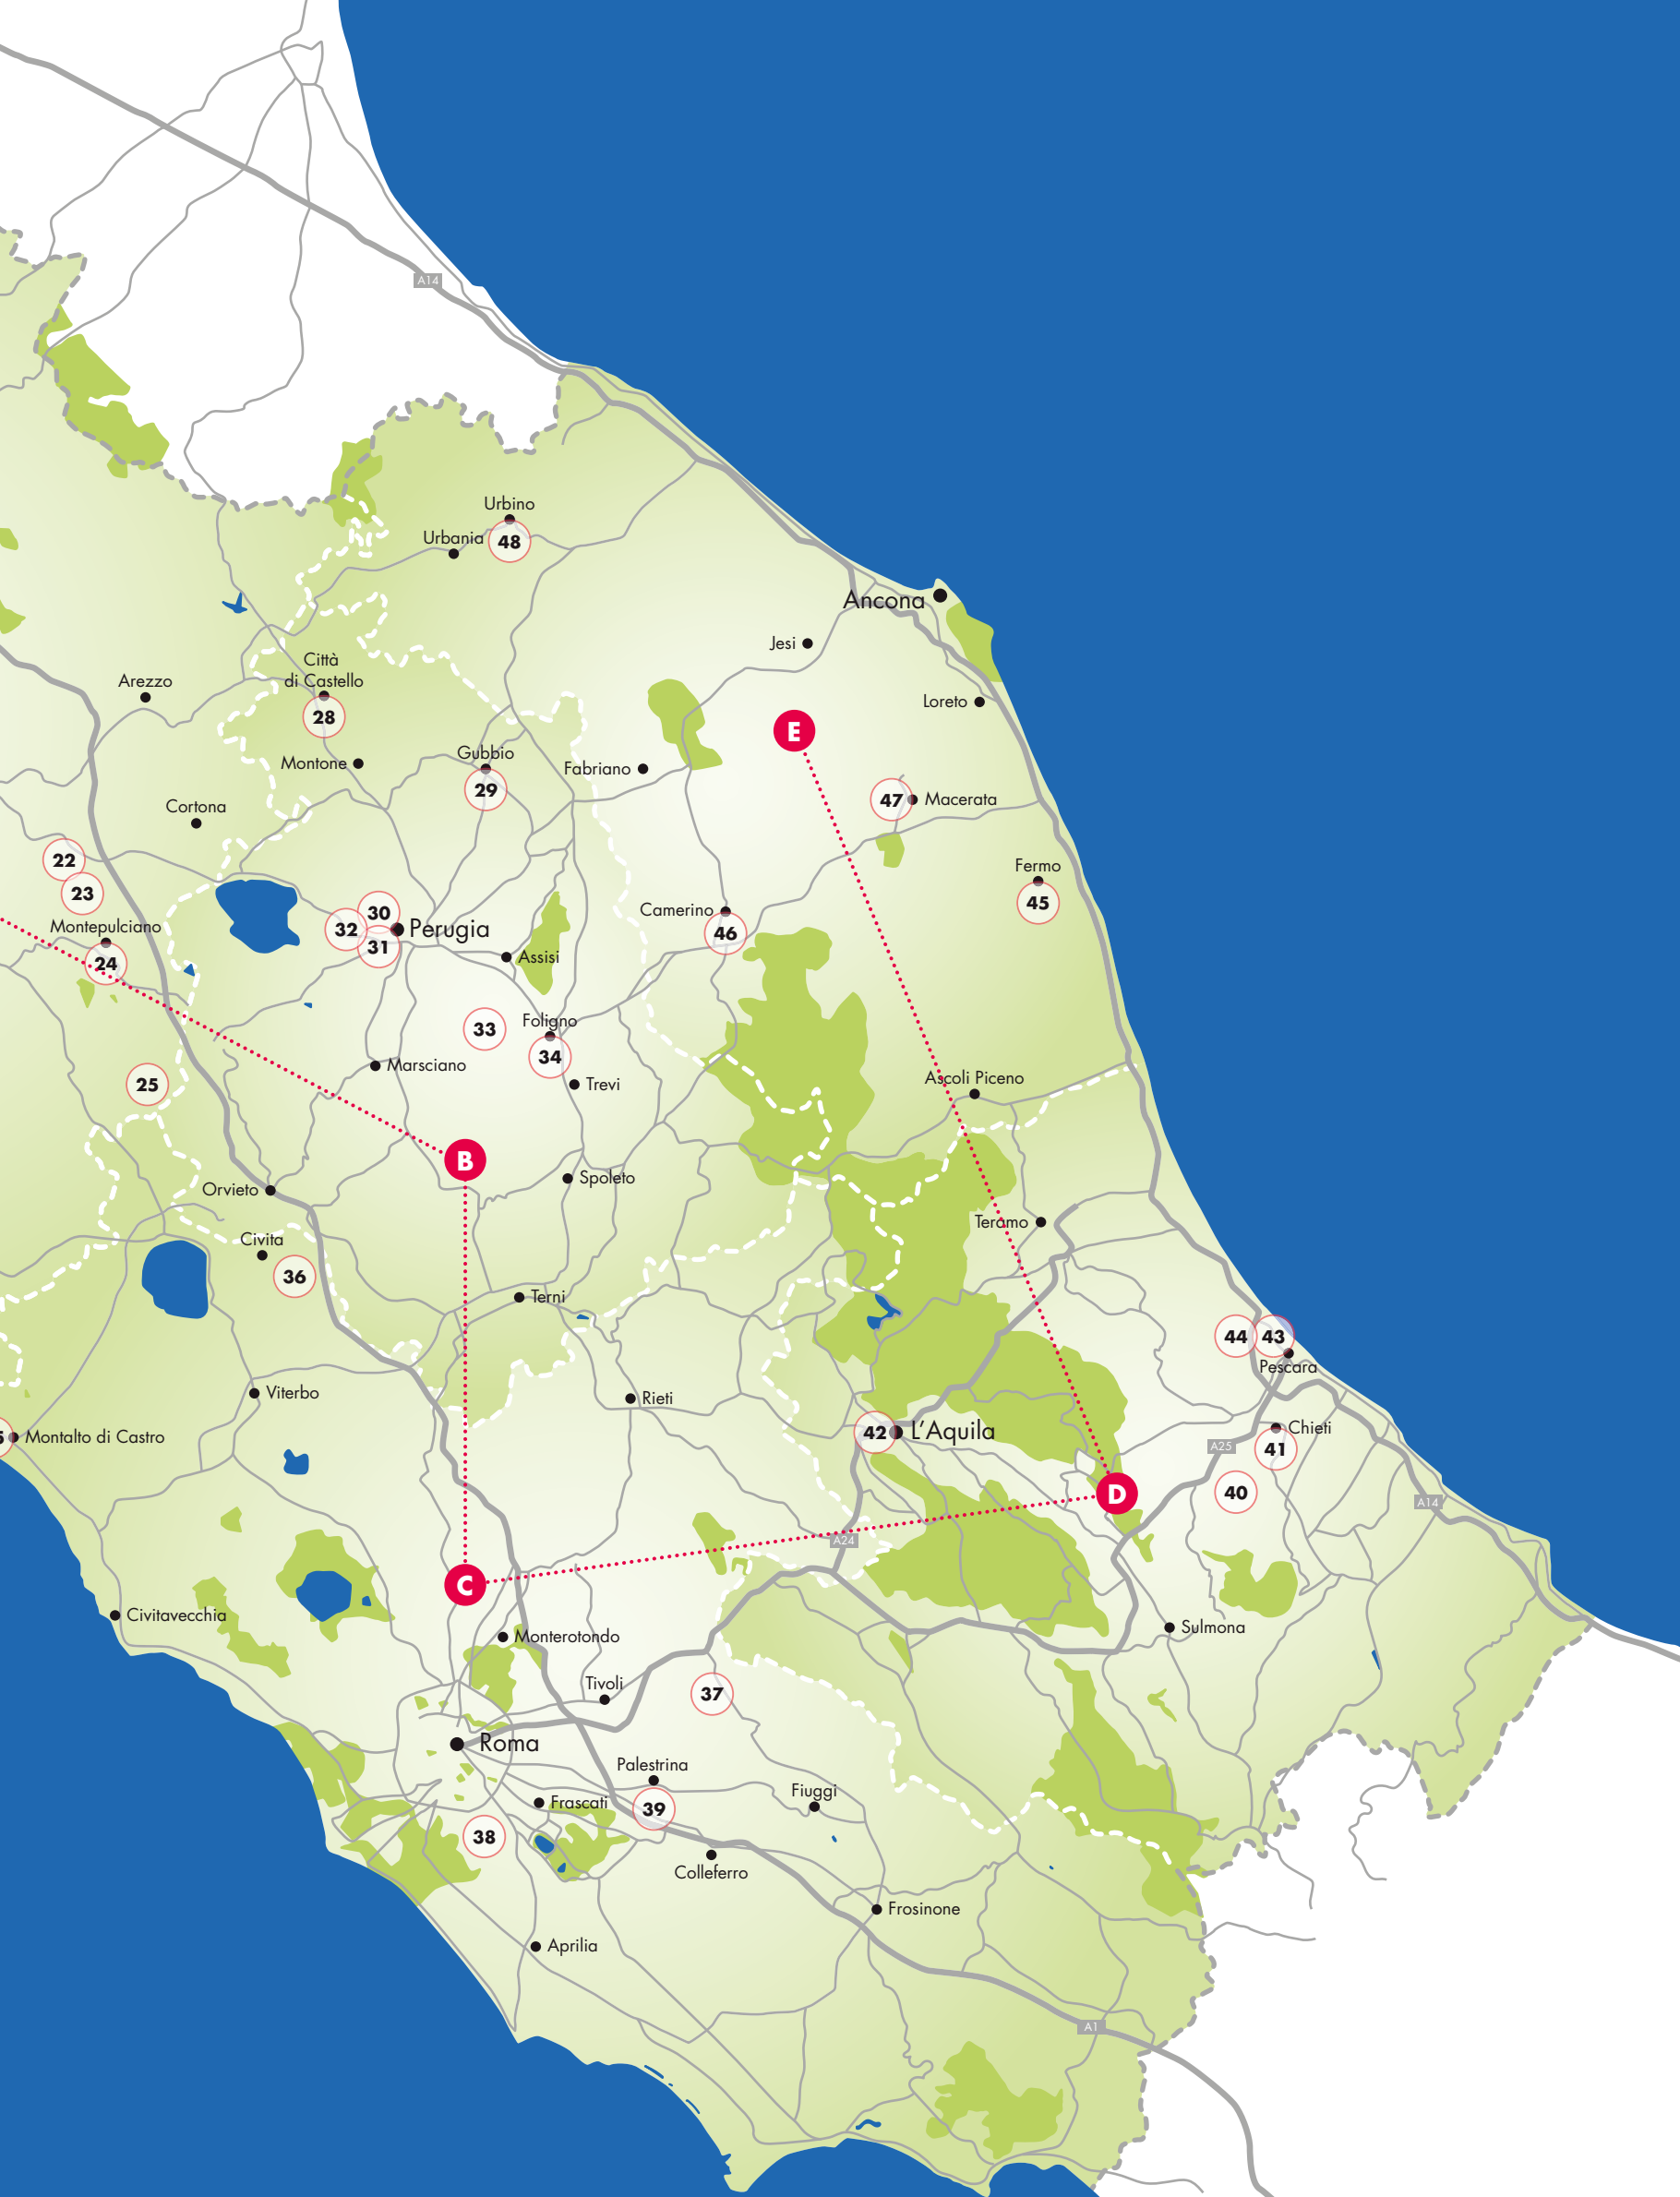 A14
Urbino
Urbania
48
Ancona
Jesi
Città
di Castello
28
Arezzo
Loreto
E
Montone
Gubbio
29
Fabriano
47
Macerata
Cortona
22
23
Fermo
45
30
32
31
Perugia
Camerino
46
Montepulciano
24
Assisi
33
Foligno
34
Marsciano
25
Trevi
Ascoli Piceno
B
Spoleto
Orvieto
Teramo
Civita
36
Terni
44
43
Pescara
Viterbo
Rieti
Montalto di Castro
42
L'Aquila
Chieti
41
A25
40
D
A14
A24
C
Civitavecchia
Sulmona
Monterotondo
Tivoli
37
Roma
Palestrina
Frascati
39
Fiuggi
38
Colleferro
Frosinone
Aprilia
A1